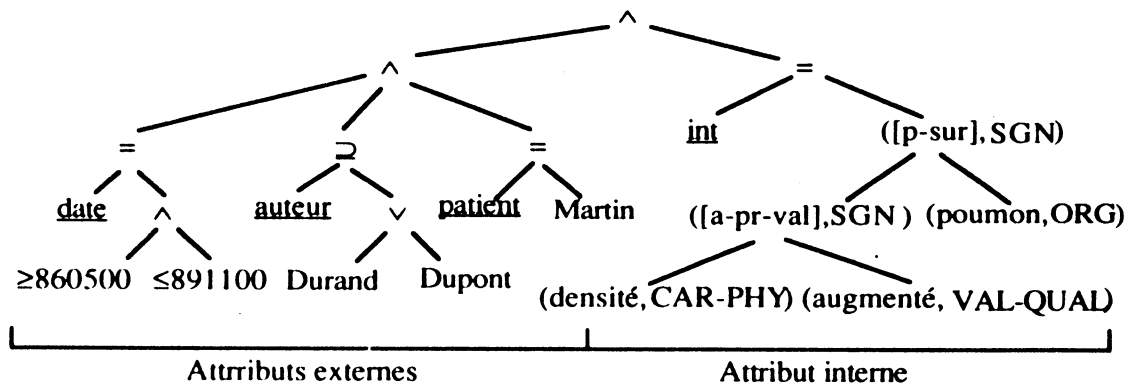 ∧
∧ =
int ([p-sur], SGN)
= ⊇ =
date ∧ auteur ∨ patient Martin ([a-pr-val], SGN) (poumon, ORG)
≥860500 ≤891100 Durand Dupont (densité, CAR-PHY) (augmenté, VAL-QUAL)
Attributs externes Attribut interne